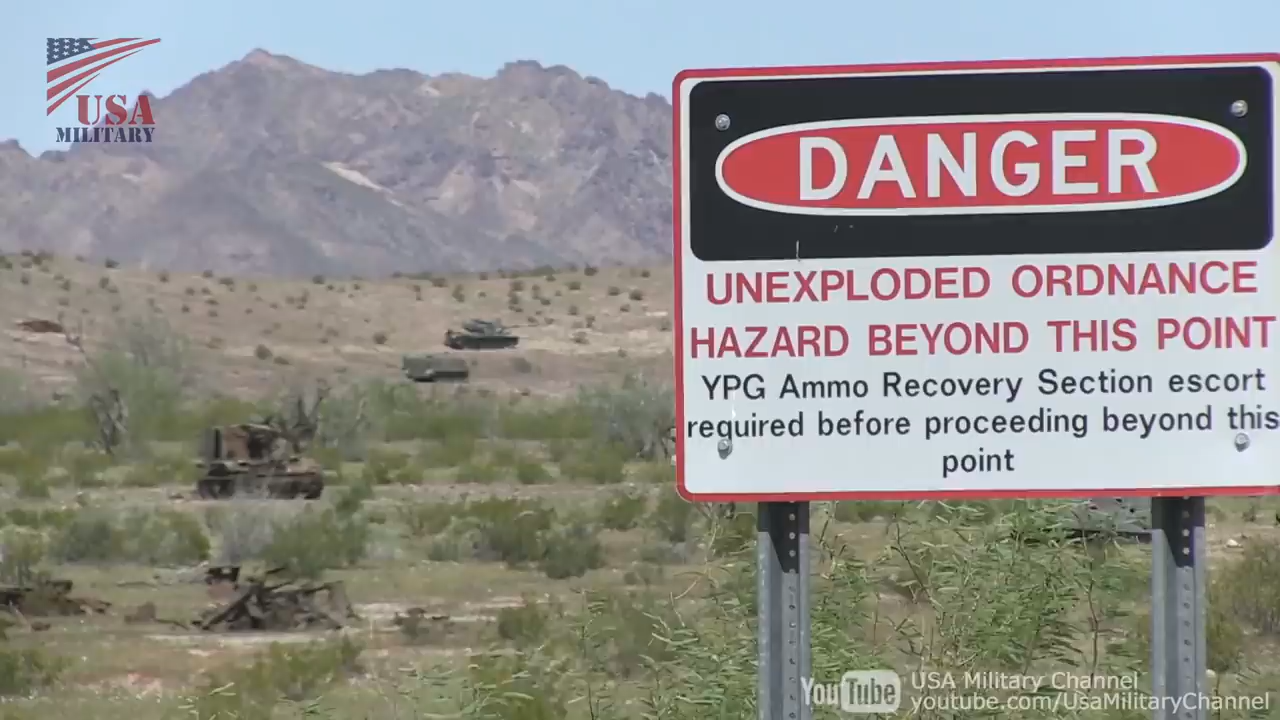 USA
MILITARY
DANGER
UNEXPLODED ORDNANCE
HAZARD BEYOND THIS POINT
YPG Ammo Recovery Section escort
required before proceeding beyond this
point
YouTube
USA Military Channel
youtube.com/UsaMilitaryChannel